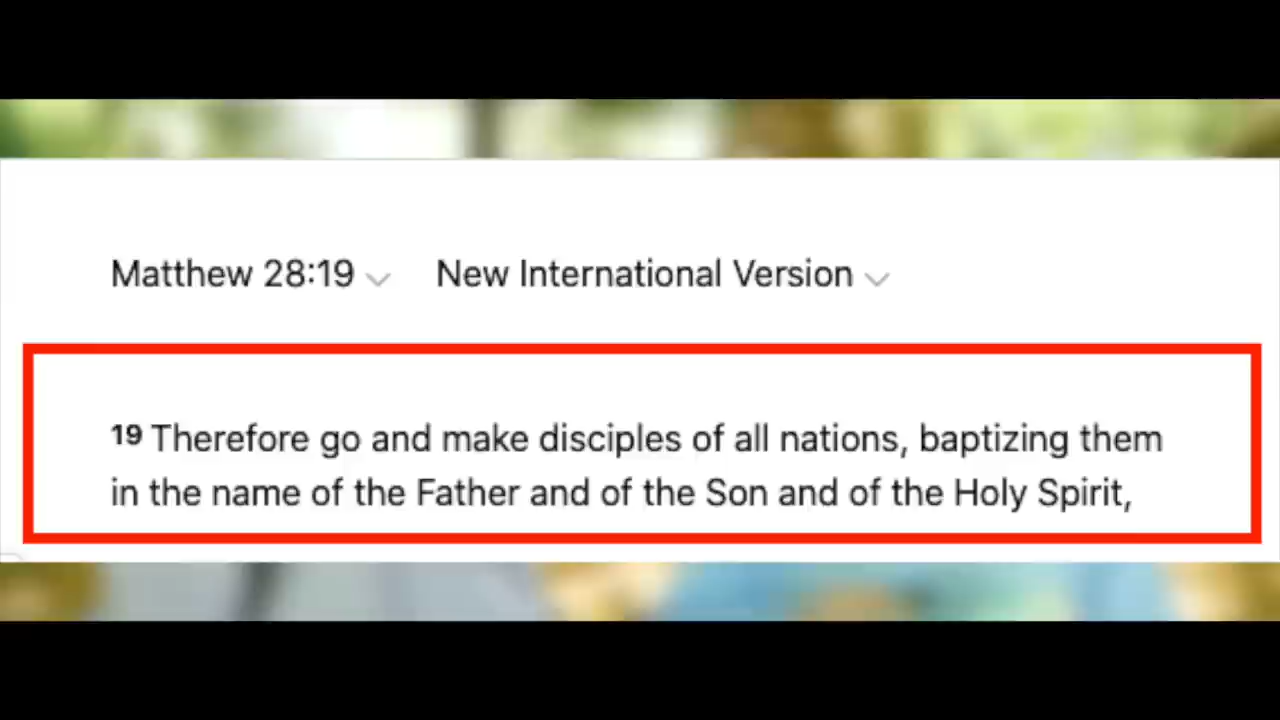 Matthew 28:19 New International Version
19 Therefore go and make disciples of all nations, baptizing them
in the name of the Father and of the Son and of the Holy Spirit,